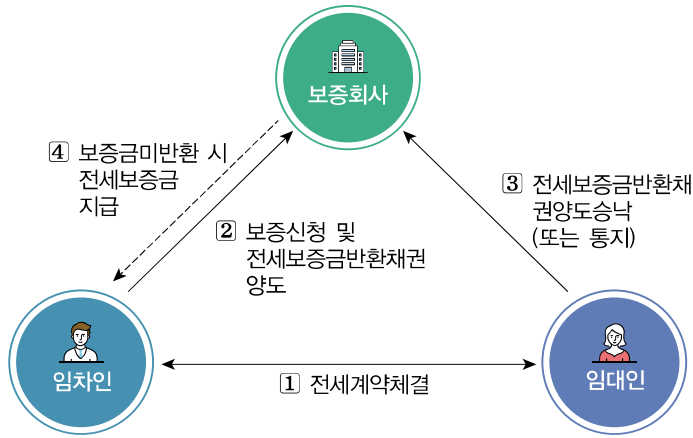 보증회사
4 보증금미반환 시
전세보증금
지급
3 전세보증금반환채
권양도승낙
(또는 통지)
2 보증신청 및
전세보증금반환채권
양도
임차인
임대인
1 전세계약체결